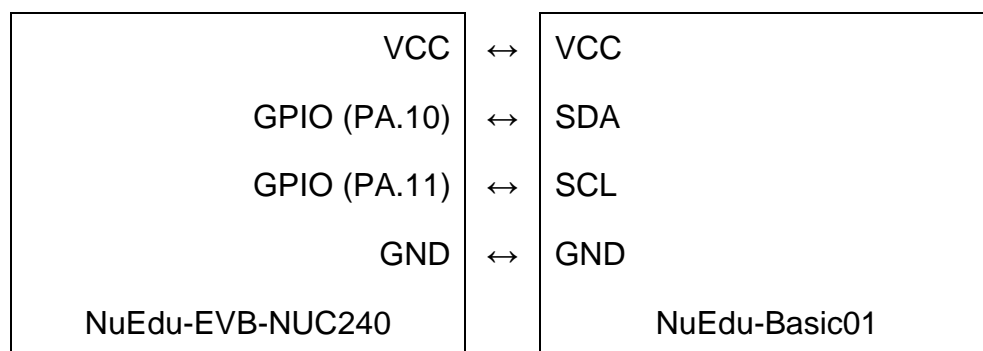 VCC ↔ VCC
GPIO (PA.10) ↔ SDA
GPIO (PA.11) ↔ SCL
GND ↔ GND
NuEdu-EVB-NUC240 NuEdu-Basic01